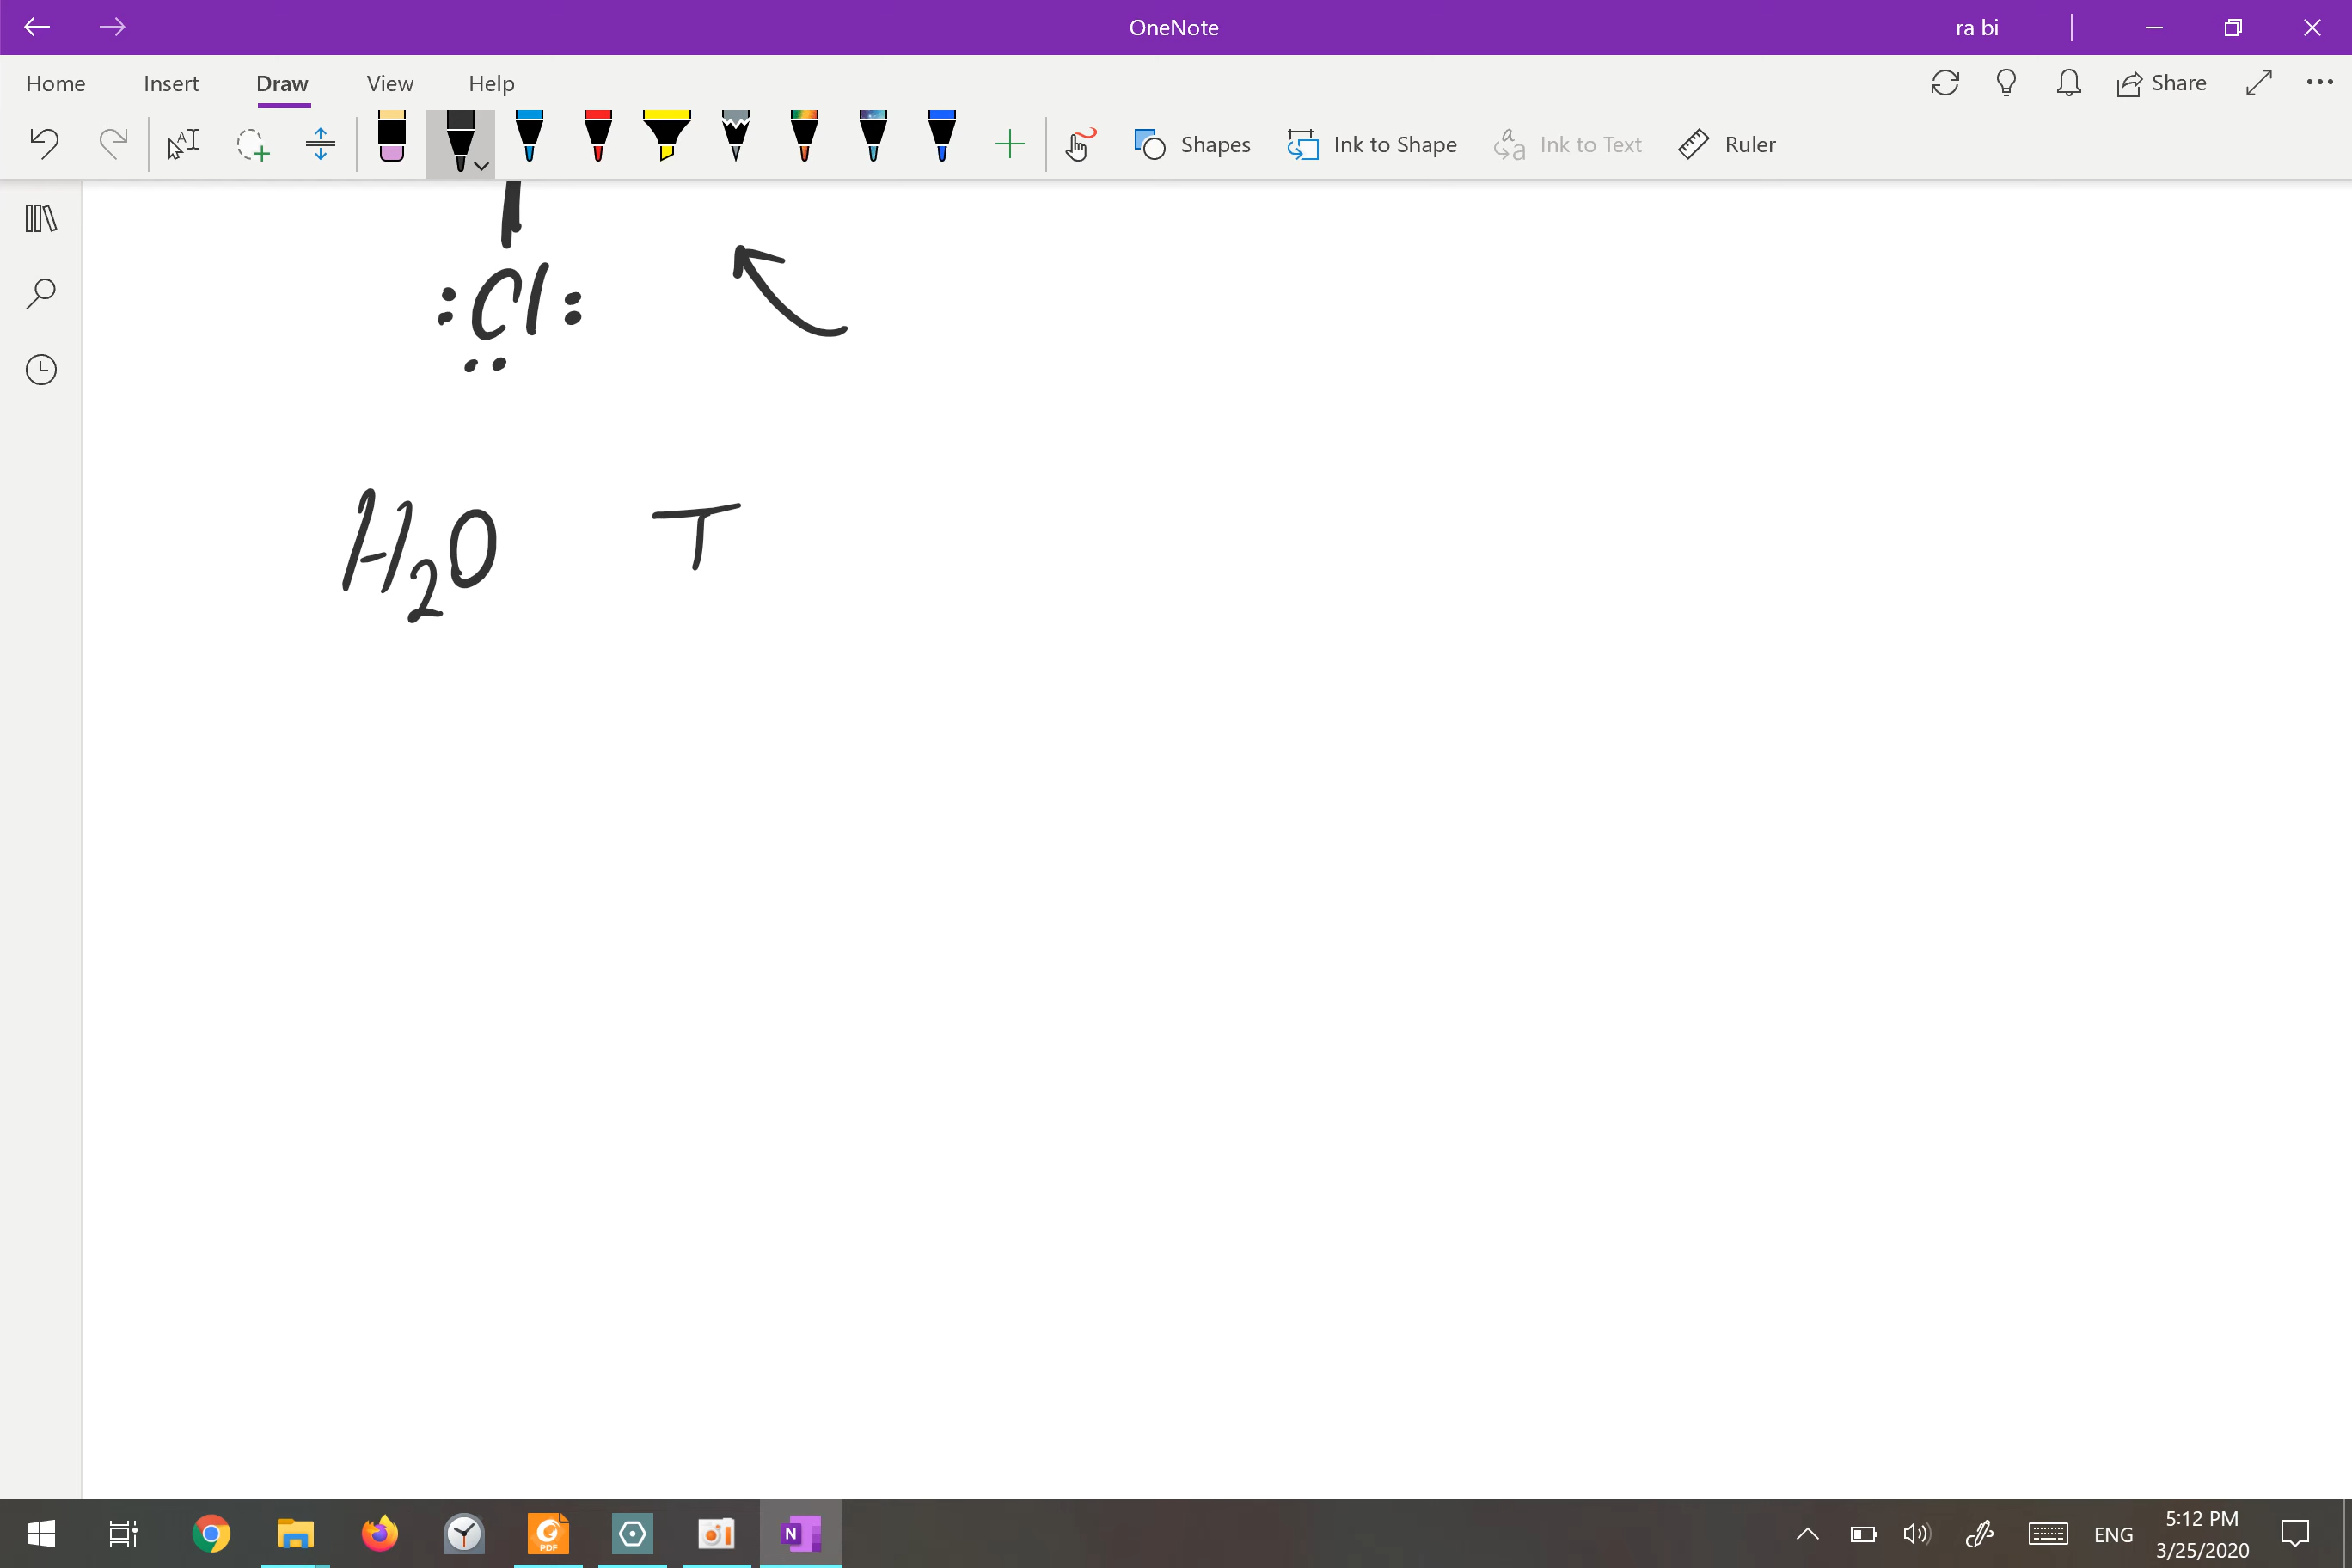 OneNote
ra bi
Home Insert Draw View Help
Share
Shapes Ink to Shape Ink to Text Ruler
:Cl:
H₂O T
ENG
5:12 PM
3/25/2020